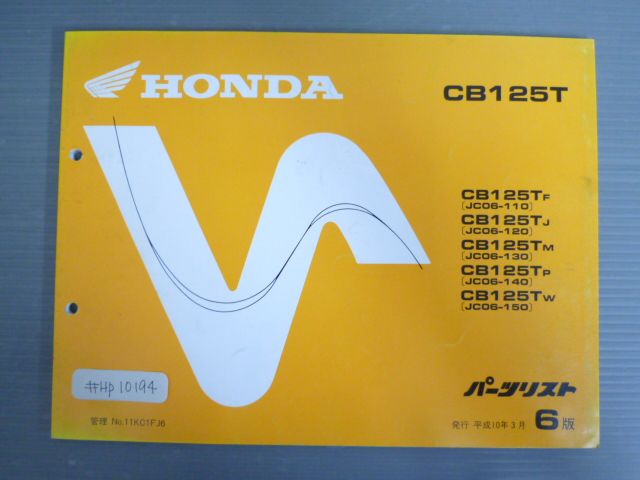 HONDA
CB125T
CB125TF
[JC06-110]
CB125TJ
[JC06-120]
CB125TM
[JC06-130]
CB125TP
[JC06-140]
CB125TW
[JC06-150]
#Hp10194
パーツリスト
管理 No.11KC1FJ6
発行 平成10年3月 6版